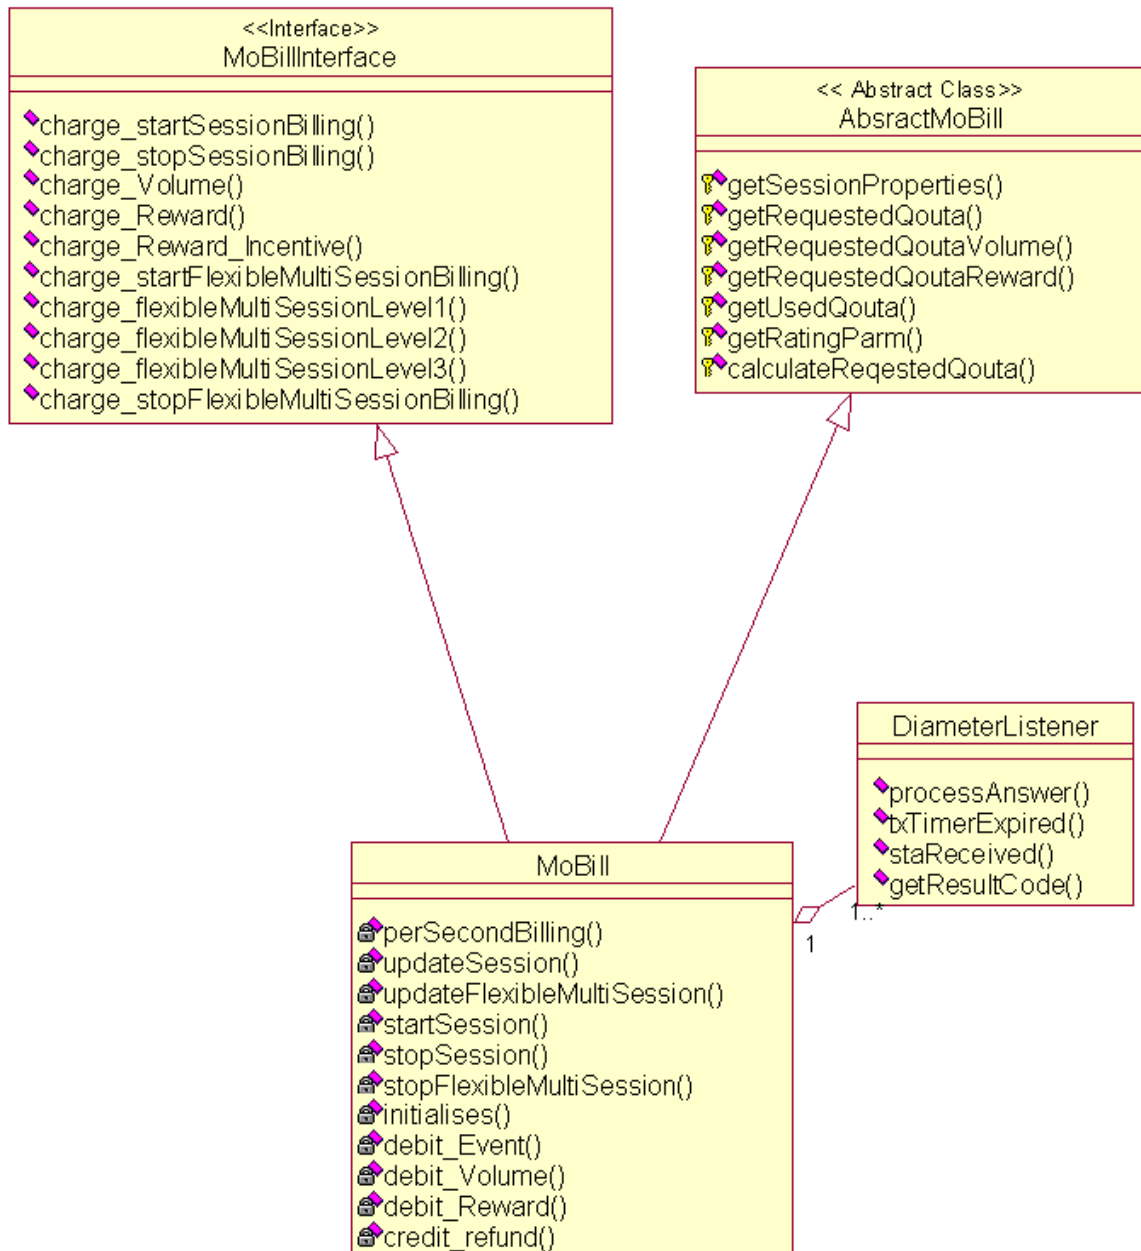 <<Interface>>
MoBillInterface
charge_startSessionBilling()
charge_stopSessionBilling()
charge_Volume()
charge_Reward()
charge_Reward_Incentive()
charge_startFlexibleMultiSessionBilling()
charge_flexibleMultiSessionLevel1()
charge_flexibleMultiSessionLevel2()
charge_flexibleMultiSessionLevel3()
charge_stopFlexibleMultiSessionBilling()
<< Abstract Class>>
AbsractMoBill
getSessionProperties()
getRequestedQouta()
getRequestedQoutaVolume()
getRequestedQoutaReward()
getUsedQouta()
getRatingParm()
calculateReqestedQouta()
DiameterListener
processAnswer()
txTimerExpired()
staReceived()
getResultCode()
1..*
1
MoBill
perSecondBilling()
updateSession()
updateFlexibleMultiSession()
startSession()
stopSession()
stopFlexibleMultiSession()
initialises()
debit_Event()
debit_Volume()
debit_Reward()
credit_refund()